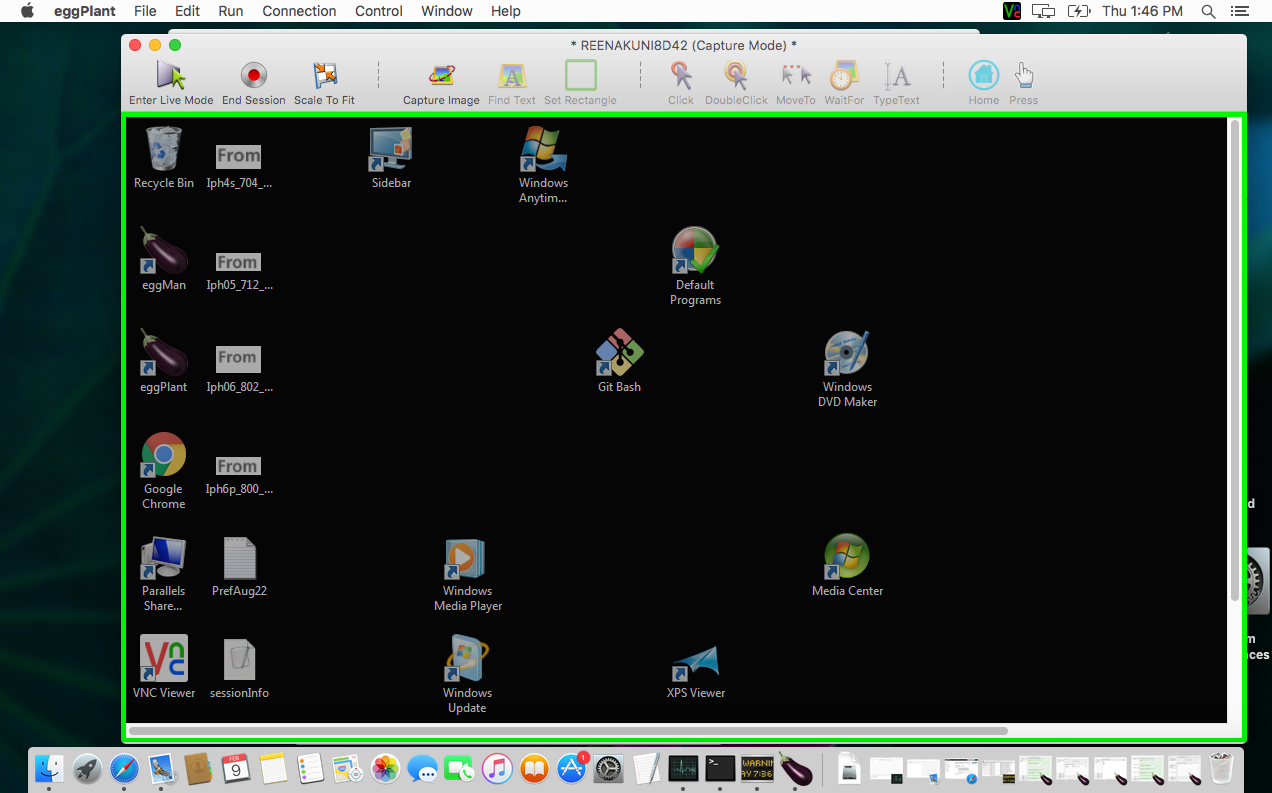 eggPlant File Edit Run Connection Control Window Help Thu 1:46 PM
* REENAKUNI8D42 (Capture Mode) *
Enter Live Mode End Session Scale To Fit Capture Image Find Text Set Rectangle Click DoubleClick MoveTo WaitFor TypeText Home Press
From
Recycle Bin Iph4s_704_... Sidebar Windows
Anytim...
From
eggMan Iph05_712_... Default
Programs
From
eggPlant Iph06_802_... Git Bash Windows
DVD Maker
From
Google Iph6p_800_...
Chrome
d
Parallels PrefAug22 Windows Media Center
Share... Media Player
m
nces
VNC Viewer sessionInfo Windows XPS Viewer
Update
FEB
9
1
WARNIN
AY 7:36